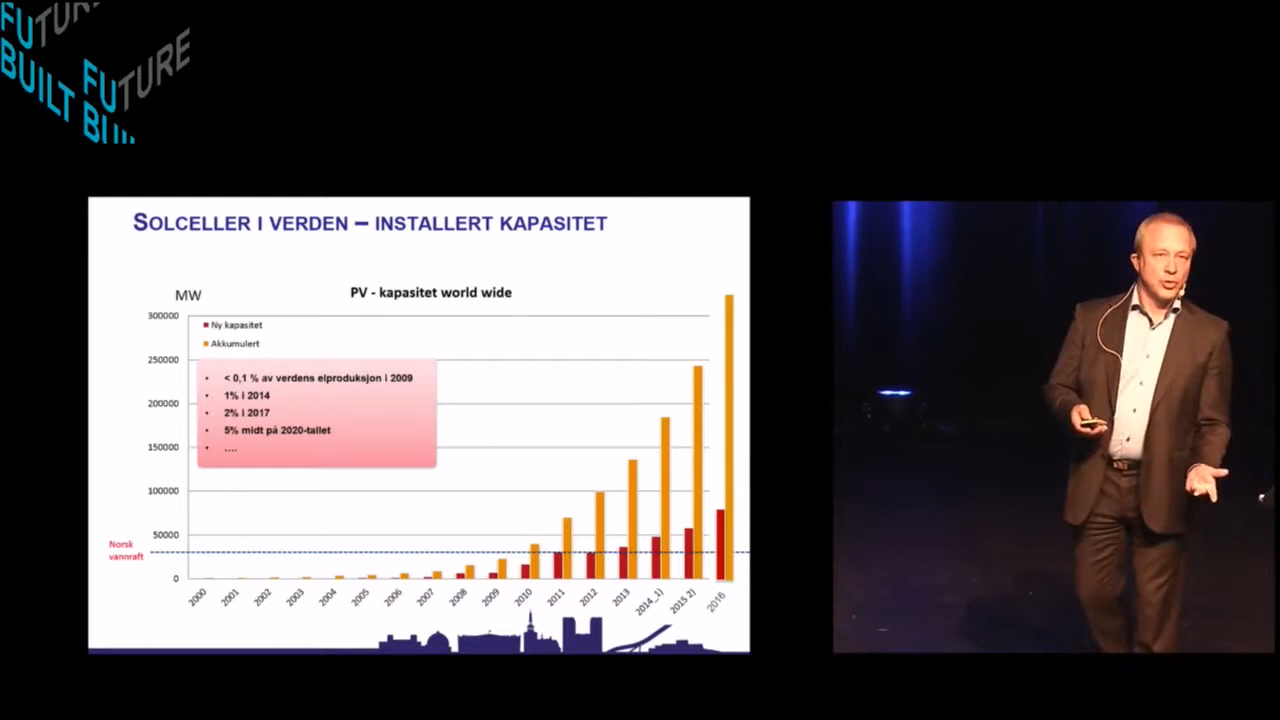 FUTURE
BUILT
FUTURE
BUIL
SOLCELLER I VERDEN – INSTALLERT KAPASITET
MW
PV - kapasitet world wide
300000
Ny kapasitet
Akkumulert
250000
• < 0,1 % av verdens elproduksjon i 2009
• 1% i 2014
• 2% i 2017
• 5% midt på 2020-tallet
• ....
200000
150000
100000
50000
Norsk
vannraft
0
2000 2001 2002 2003 2004 2005 2006 2007 2008 2009 2010 2011 2012 2013 2014_1) 2015 2) 2016